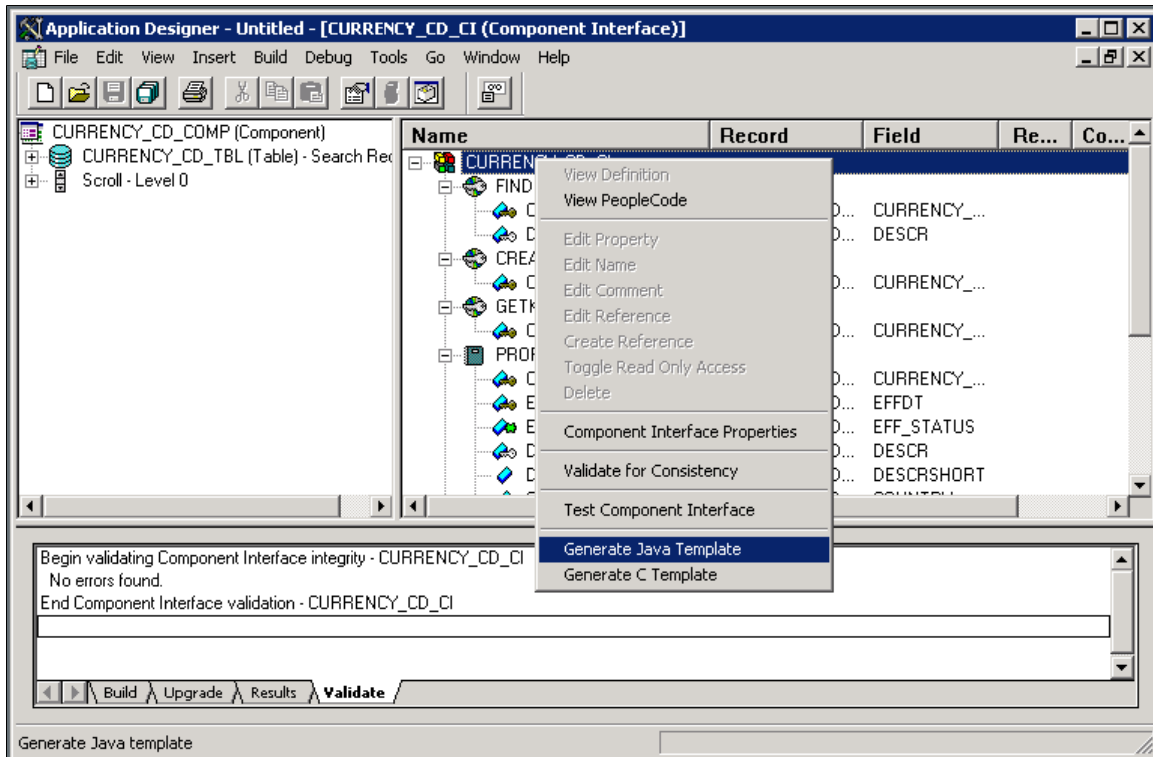 Application Designer - Untitled - [CURRENCY_CD_CI (Component Interface)]
File Edit View Insert Build Debug Tools Go Window Help
CURRENCY_CD_COMP (Component)
CURRENCY_CD_TBL (Table) - Search Rec
Scroll - Level 0
Name Record Field Re... Co...
CURRENCY_CD_CI
FIND
C D... CURRENCY_...
D D... DESCR
CREA
C D... CURRENCY_...
GETK
C D... CURRENCY_...
PROP
C D... CURRENCY_...
E D... EFFDT
E D... EFF_STATUS
D D... DESCR
D D... DESCRSHORT
View Definition
View PeopleCode
Edit Property
Edit Name
Edit Comment
Edit Reference
Create Reference
Toggle Read Only Access
Delete
Component Interface Properties
Validate for Consistency
Test Component Interface
Generate Java Template
Generate C Template
Begin validating Component Interface integrity - CURRENCY_CD_CI
No errors found.
End Component Interface validation - CURRENCY_CD_CI
Build Upgrade Results Validate
Generate Java template